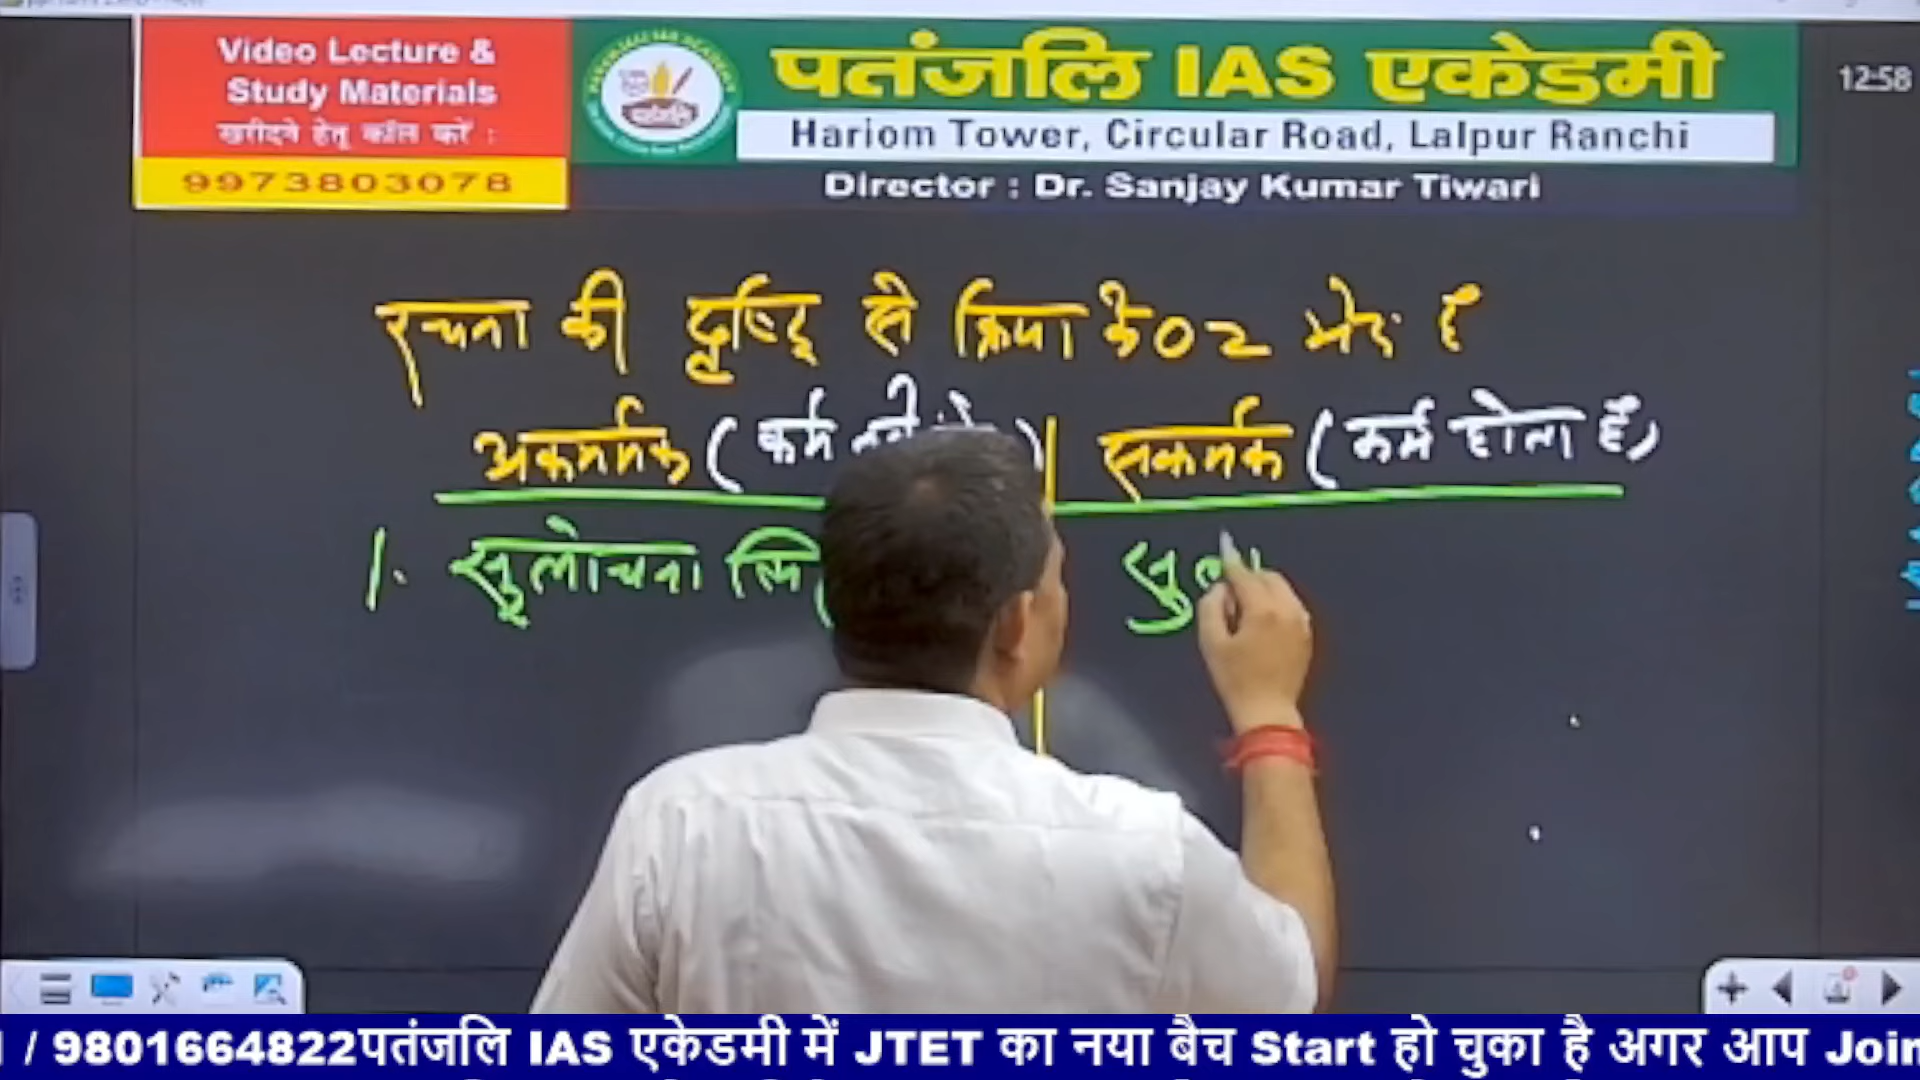 Video Lecture &
Study Materials
खरीदने हेतु कॉल करें :
9973803078
पतंजलि IAS एकेडमी
Hariom Tower, Circular Road, Lalpur Ranchi
Director : Dr. Sanjay Kumar Tiwari
12:58
पतंजलि
रचना की दृष्टि से क्रिया के 02 भेद हैं
अकर्मक ( कर्म ) सकर्मक ( कर्म होता है )
1. सुलोचना
/ 9801664822पतंजलि IAS एकेडमी में JTET का नया बैच Start हो चुका है अगर आप Join